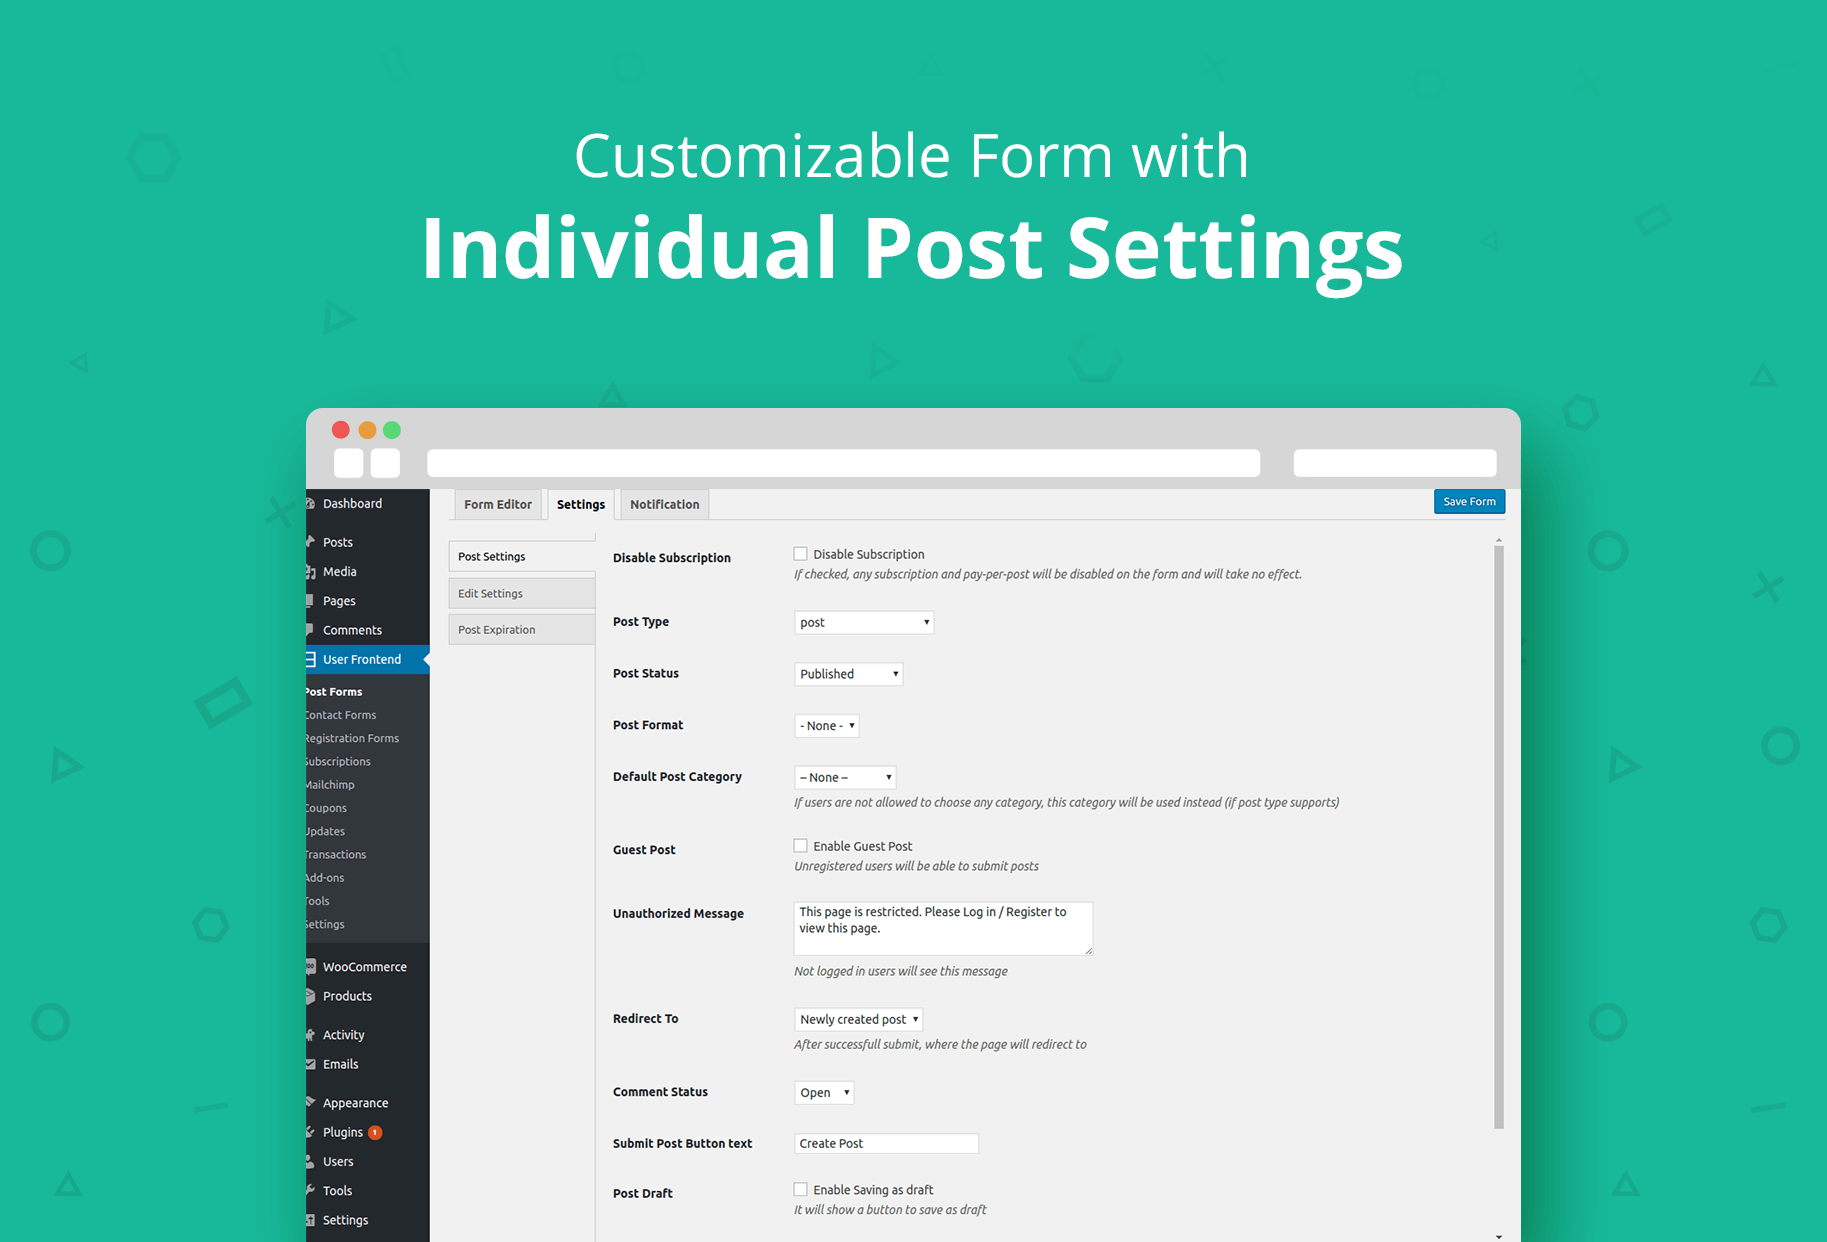 Customizable Form with
Individual Post Settings
Dashboard
Posts
Media
Pages
Comments
User Frontend
Post Forms
Contact Forms
Registration Forms
Subscriptions
Mailchimp
Coupons
Updates
Transactions
Add-ons
Tools
Settings
WooCommerce
Products
Activity
Emails
Appearance
Plugins 1
Users
Tools
Settings
Form Editor Settings Notification Save Form
Post Settings
Edit Settings
Post Expiration
Disable Subscription Disable Subscription
If checked, any subscription and pay-per-post will be disabled on the form and will take no effect.
Post Type post
Post Status Published
Post Format - None -
Default Post Category – None –
If users are not allowed to choose any category, this category will be used instead (if post type supports)
Guest Post Enable Guest Post
Unregistered users will be able to submit posts
Unauthorized Message This page is restricted. Please Log in / Register to
view this page.
Not logged in users will see this message
Redirect To Newly created post
After successfull submit, where the page will redirect to
Comment Status Open
Submit Post Button text Create Post
Post Draft Enable Saving as draft
It will show a button to save as draft